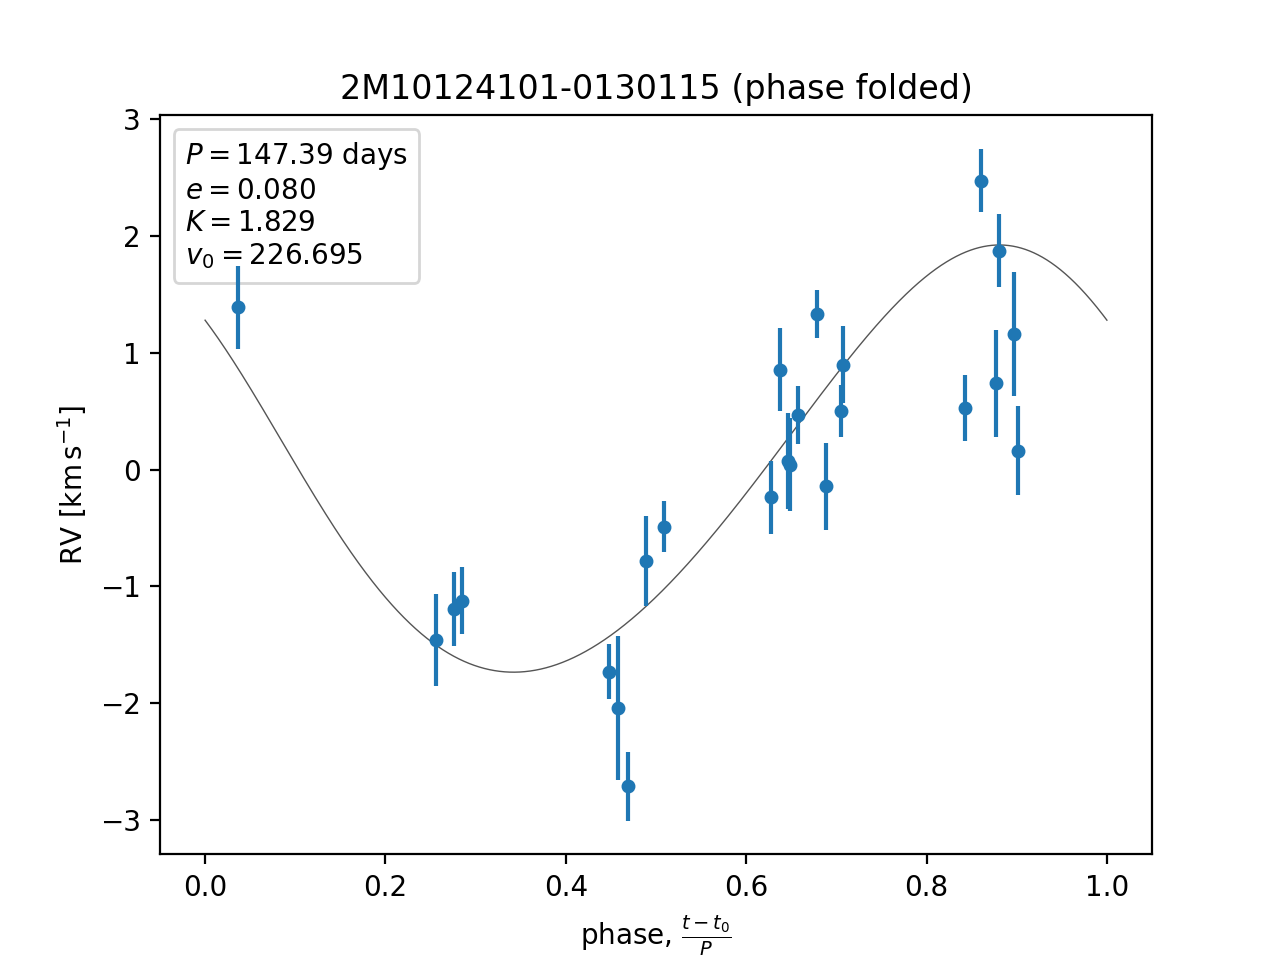 2M10124101-0130115 (phase folded)
P = 147.39 days
e = 0.080
K = 1.829
v₀ = 226.695
RV [km s⁻¹]
3
2
1
0
−1
−2
−3
0.0 0.2 0.4 0.6 0.8 1.0
phase, (t − t₀)/P